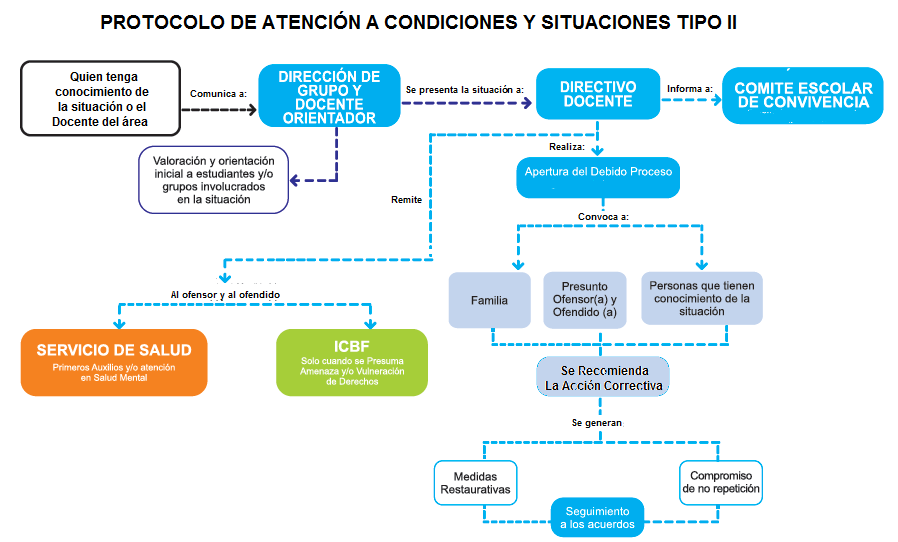 PROTOCOLO DE ATENCIÓN A CONDICIONES Y SITUACIONES TIPO II
Quien tenga
conocimiento de
la situación o el
Docente del área
Comunica a:
DIRECCIÓN DE
GRUPO Y
DOCENTE
ORIENTADOR
Se presenta la situación a:
DIRECTIVO
DOCENTE
Informa a:
COMITE ESCOLAR
DE CONVIVENCIA
Valoración y orientación
inicial a estudiantes y/o
grupos involucrados
en la situación
Realiza:
Apertura del Debido Proceso
Remite
Convoca a:
Familia
Presunto
Ofensor(a) y
Ofendido (a)
Personas que tienen
conocimiento de la
situación
Al ofensor y al ofendido
SERVICIO DE SALUD
Primeros Auxilios y/o atención
en Salud Mental
ICBF
Solo cuando se Presuma
Amenaza y/o Vulneración
de Derechos
Se Recomienda
La Acción Correctiva
Se generan
Medidas
Restaurativas
Compromiso
de no repetición
Seguimiento
a los acuerdos